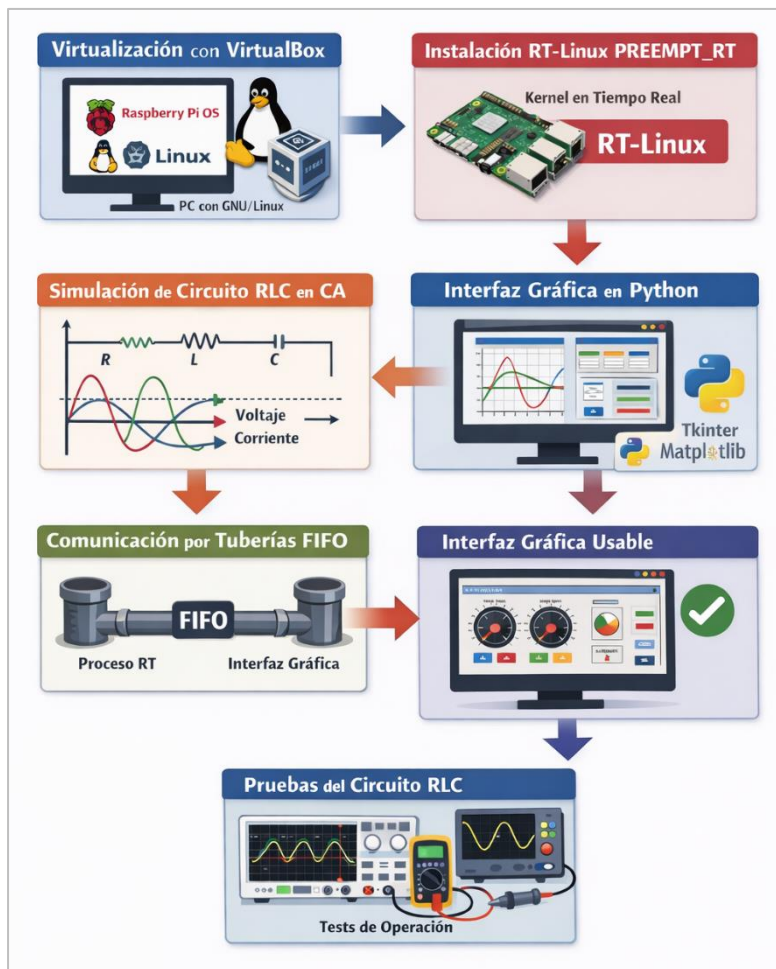 Virtualización con VirtualBox
Raspberry Pi OS
Linux
PC con GNU/Linux
Instalación RT-Linux PREEMPT_RT
Kernel en Tiempo Real
RT-Linux
Simulación de Circuito RLC en CA
R L C
Voltaje
Corriente
Interfaz Gráfica en Python
Tkinter
Matplotlib
Comunicación por Tuberías FIFO
FIFO
Proceso RT Interfaz Gráfica
Interfaz Gráfica Usable
Pruebas del Circuito RLC
Tests de Operación